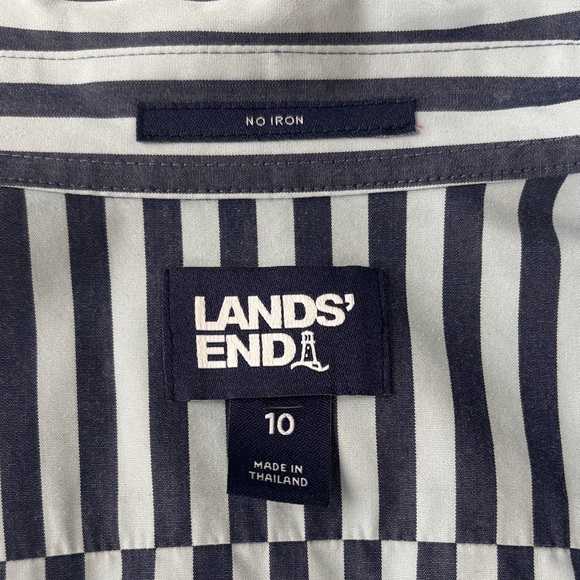 NO IRON
LANDS'
END
10
MADE IN
THAILAND